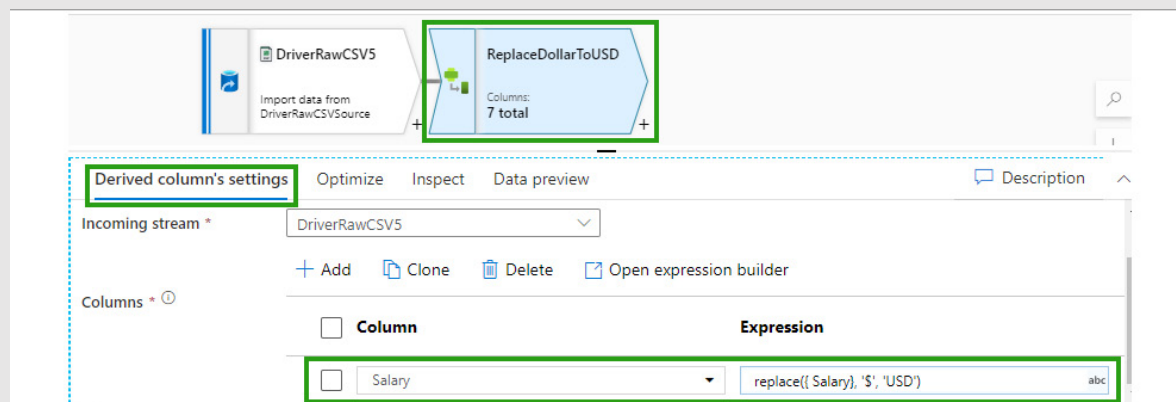 DriverRawCSV5
Import data from
DriverRawCSVSource
+
ReplaceDollarToUSD
Columns:
7 total
+
Derived column's settings Optimize Inspect Data preview Description
Incoming stream * DriverRawCSV5
+ Add Clone Delete Open expression builder
Columns *
Column Expression
Salary replace({ Salary}, '$', 'USD') abc